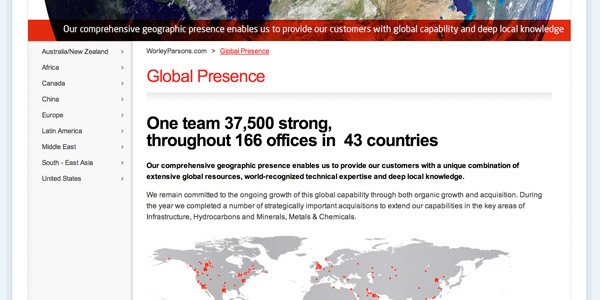 Our comprehensive geographic presence enables us to provide our customers with global capability and deep local knowledge
Australia/New Zealand >
Africa >
Canada >
China >
Europe >
Latin America >
Middle East >
South - East Asia >
United States >
WorleyParsons.com > Global Presence
Global Presence
One team 37,500 strong,
throughout 166 offices in 43 countries
Our comprehensive geographic presence enables us to provide our customers with a unique combination of
extensive global resources, world-recognized technical expertise and deep local knowledge.
We remain committed to the ongoing growth of this global capability through both organic growth and acquisition. During
the year we completed a number of strategically important acquisitions to extend our capabilities in the key areas of
Infrastructure, Hydrocarbons and Minerals, Metals & Chemicals.